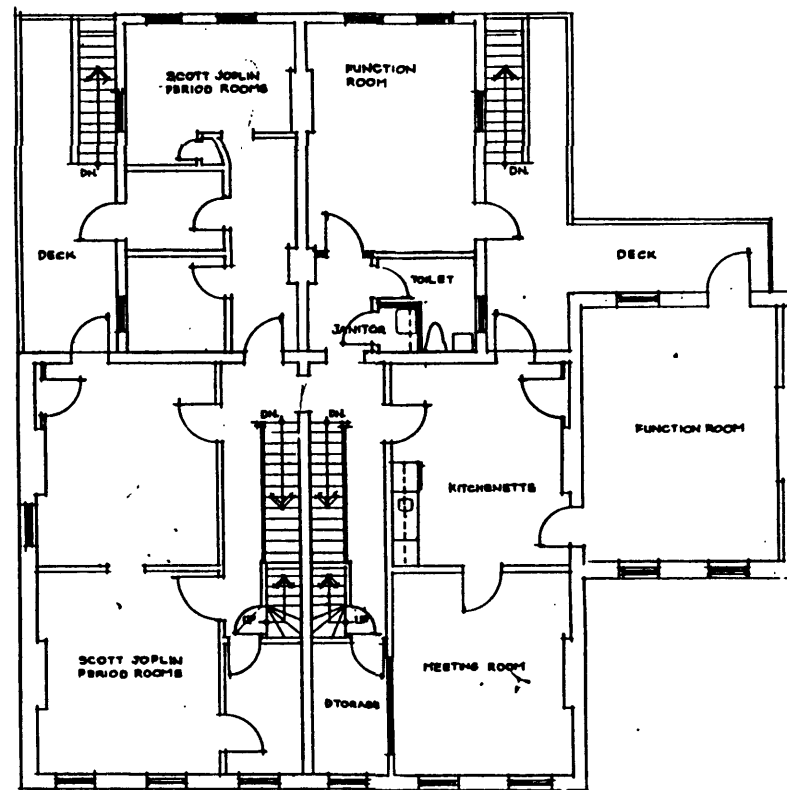 SCOTT JOPLIN
PERIOD ROOMS
FUNCTION
ROOM
DN.
DN.
DECK
DECK
TOILET
JANITOR
DN.
DN.
FUNCTION ROOM
KITCHENETTE
UP
UP
SCOTT JOPLIN
PERIOD ROOMS
MEETING ROOM
STORAGE